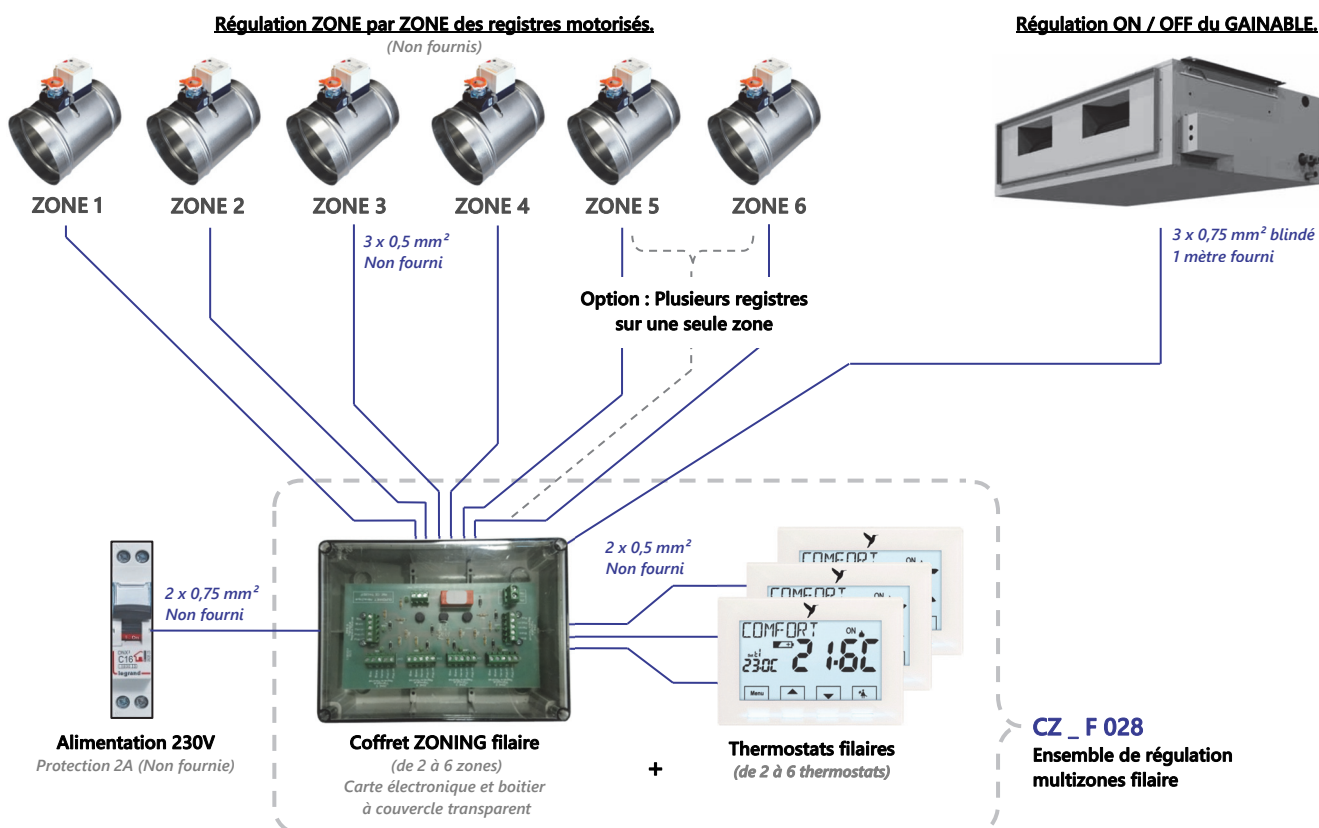 Régulation ZONE par ZONE des registres motorisés.
(Non fournis)
Régulation ON / OFF du GAINABLE.
ZONE 1
ZONE 2
ZONE 3
ZONE 4
ZONE 5
ZONE 6
3 x 0,5 mm²
Non fourni
3 x 0,75 mm² blindé
1 mètre fourni
Option : Plusieurs registres
sur une seule zone
2 x 0,75 mm²
Non fourni
2 x 0,5 mm²
Non fourni
C16
legrand
COMFORT
ON
COMFORT
ON
COMFORT
ON
23.0C
21.6C
Menu
Alimentation 230V
Protection 2A (Non fournie)
Coffret ZONING filaire
(de 2 à 6 zones)
Carte électronique et boitier
à couvercle transparent
+
Thermostats filaires
(de 2 à 6 thermostats)
CZ _ F 028
Ensemble de régulation
multizones filaire